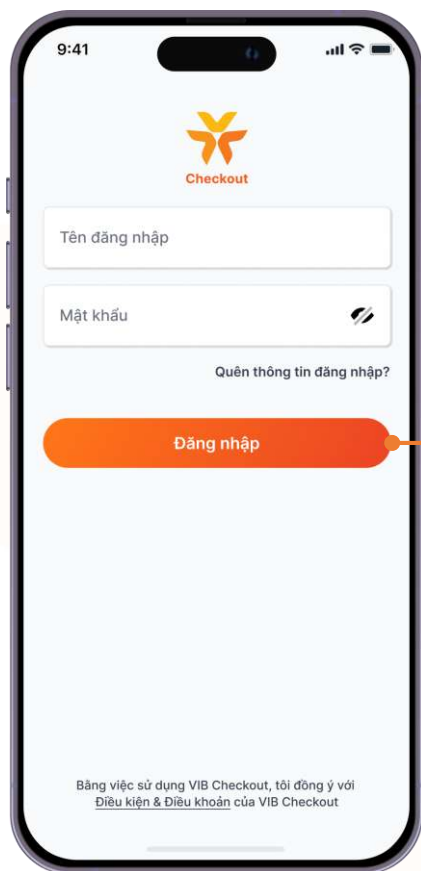 9:41
Checkout
Tên đăng nhập
Mật khẩu
Quên thông tin đăng nhập?
Đăng nhập
Bằng việc sử dụng VIB Checkout, tôi đồng ý với
Điều kiện & Điều khoản của VIB Checkout